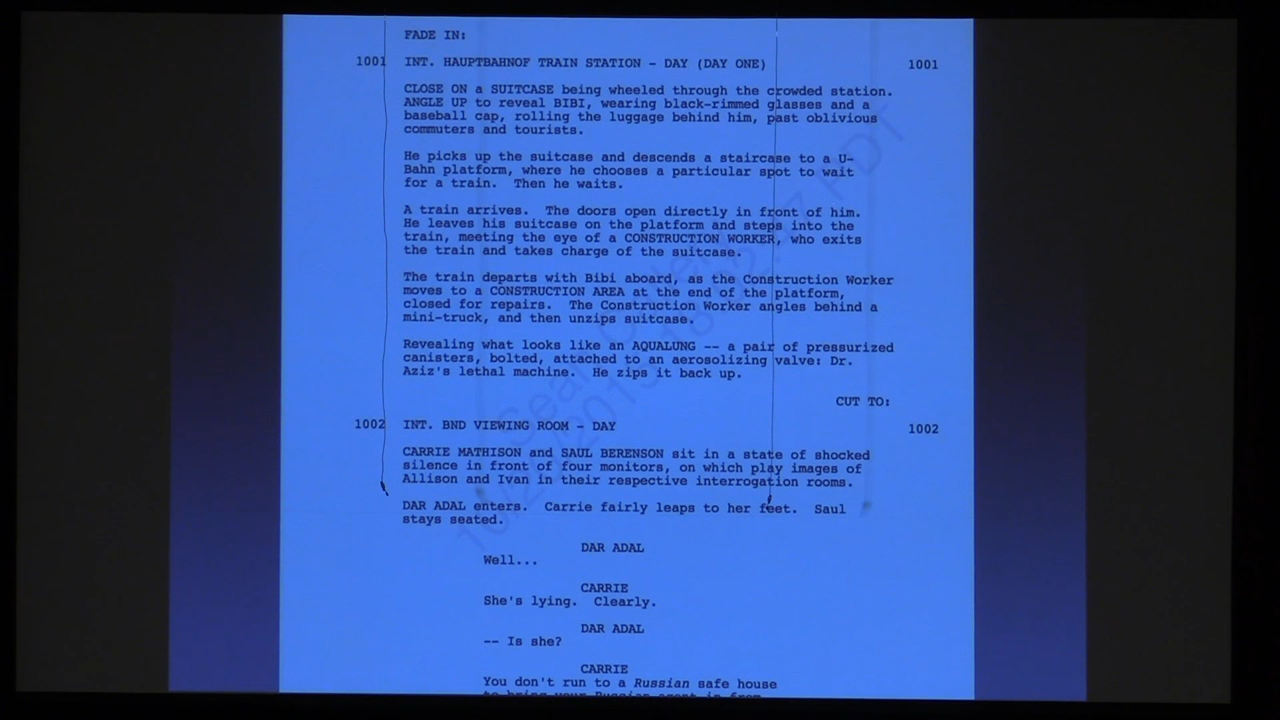 FADE IN:
1001 INT. HAUPTBAHNOF TRAIN STATION - DAY (DAY ONE) 1001
CLOSE ON a SUITCASE being wheeled through the crowded station.
ANGLE UP to reveal BIBI, wearing black-rimmed glasses and a
baseball cap, rolling the luggage behind him, past oblivious
commuters and tourists.
He picks up the suitcase and descends a staircase to a U-
Bahn platform, where he chooses a particular spot to wait
for a train. Then he waits.
A train arrives. The doors open directly in front of him.
He leaves his suitcase on the platform and steps into the
train, meeting the eye of a CONSTRUCTION WORKER, who exits
the train and takes charge of the suitcase.
The train departs with Bibi aboard, as the Construction Worker
moves to a CONSTRUCTION AREA at the end of the platform,
closed for repairs. The Construction Worker angles behind a
mini-truck, and then unzips suitcase.
Revealing what looks like an AQUALUNG -- a pair of pressurized
canisters, bolted, attached to an aerosolizing valve: Dr.
Aziz's lethal machine. He zips it back up.
CUT TO:
1002 INT. BND VIEWING ROOM - DAY 1002
CARRIE MATHISON and SAUL BERENSON sit in a state of shocked
silence in front of four monitors, on which play images of
Allison and Ivan in their respective interrogation rooms.
DAR ADAL enters. Carrie fairly leaps to her feet. Saul
stays seated.
DAR ADAL
Well...
CARRIE
She's lying. Clearly.
DAR ADAL
-- Is she?
CARRIE
You don't run to a Russian safe house